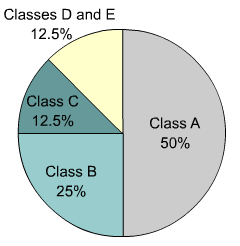 Classes D and E
12.5%
Class C
12.5%
Class A
50%
Class B
25%